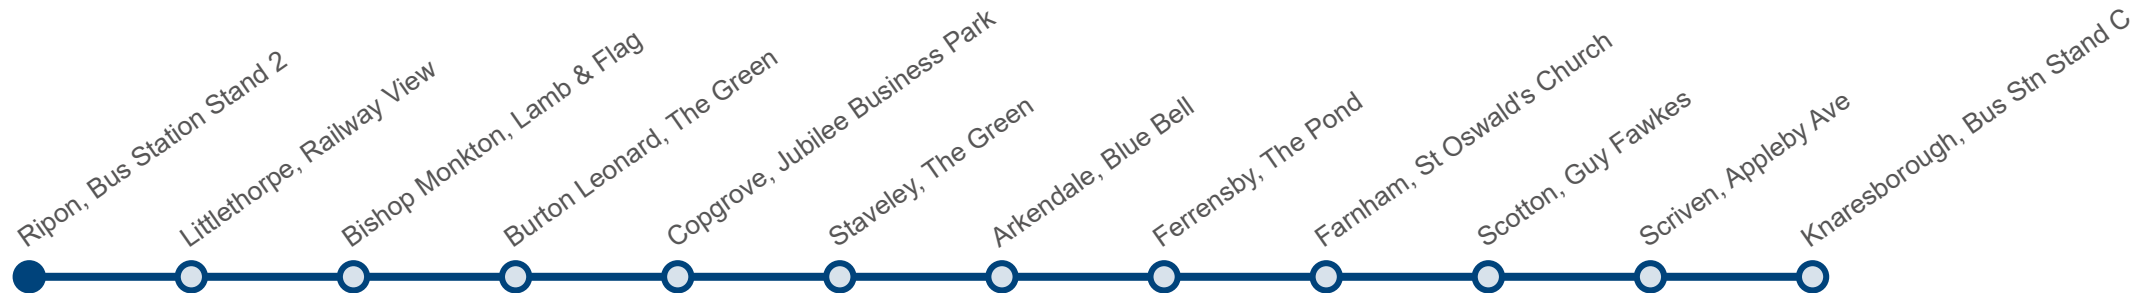 Ripon, Bus Station Stand 2
Littlethorpe, Railway View
Bishop Monkton, Lamb & Flag
Burton Leonard, The Green
Copgrove, Jubilee Business Park
Staveley, The Green
Arkendale, Blue Bell
Ferrensby, The Pond
Farnham, St Oswald's Church
Scotton, Guy Fawkes
Scriven, Appleby Ave
Knaresborough, Bus Stn Stand C